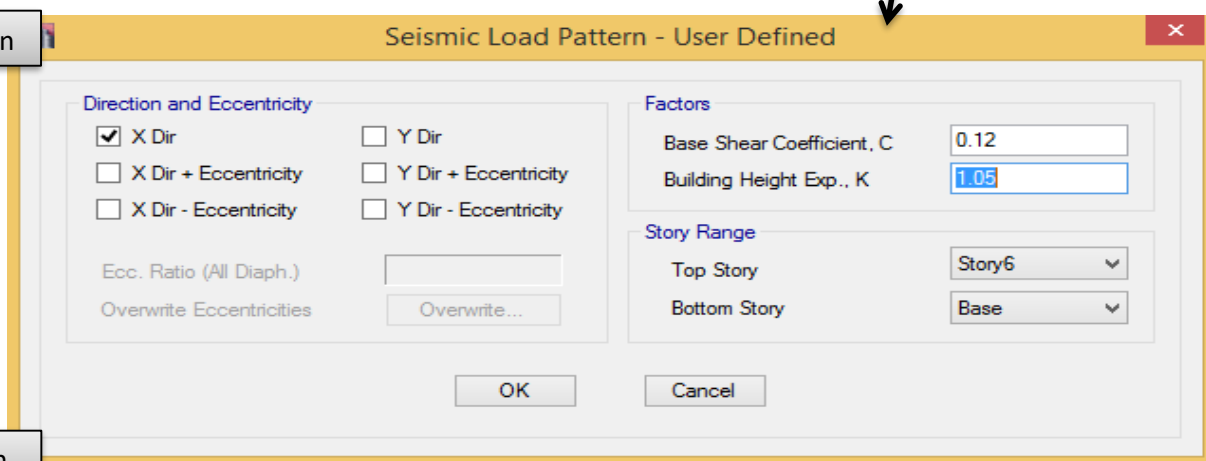 n
Seismic Load Pattern - User Defined
Direction and Eccentricity
X Dir
Y Dir
X Dir + Eccentricity
Y Dir + Eccentricity
X Dir - Eccentricity
Y Dir - Eccentricity
Ecc. Ratio (All Diaph.)
Overwrite Eccentricities
Overwrite...
Factors
Base Shear Coefficient, C
0.12
Building Height Exp., K
1.05
Story Range
Top Story
Story6
Bottom Story
Base
OK
Cancel